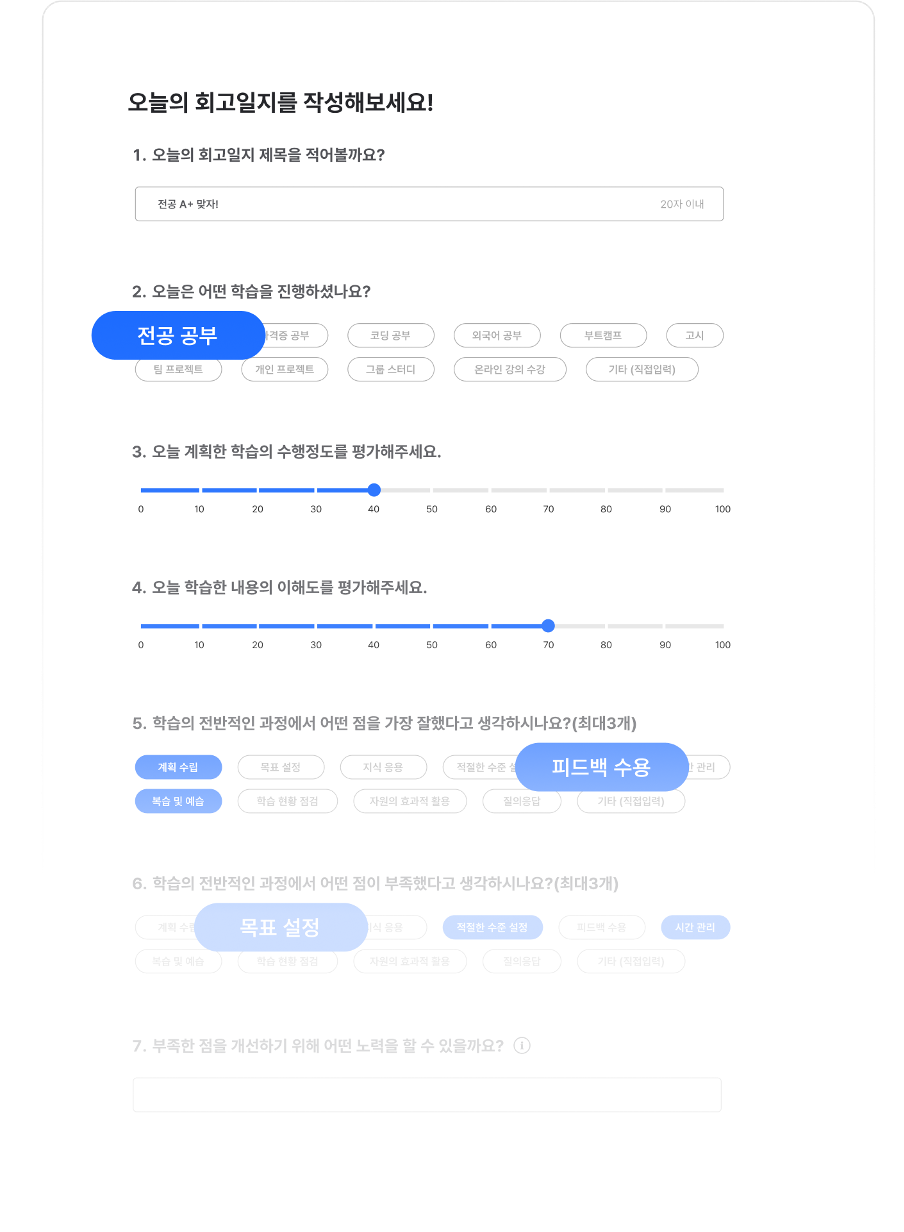 오늘의 회고일지를 작성해보세요!
1. 오늘의 회고일지 제목을 적어볼까요?
전공 A+ 맞자! 20자 이내
2. 오늘은 어떤 학습을 진행하셨나요?
전공 공부 격증 공부 코딩 공부 외국어 공부 부트캠프 고시
팀 프로젝트 개인 프로젝트 그룹 스터디 온라인 강의 수강 기타 (직접입력)
3. 오늘 계획한 학습의 수행정도를 평가해주세요.
0 10 20 30 40 50 60 70 80 90 100
4. 오늘 학습한 내용의 이해도를 평가해주세요.
0 10 20 30 40 50 60 70 80 90 100
5. 학습의 전반적인 과정에서 어떤 점을 가장 잘했다고 생각하시나요?(최대3개)
계획 수립 목표 설정 지식 응용 적절한 수준 피드백 수용 관리
복습 및 예습 학습 현황 점검 자원의 효과적 활용 질의응답 기타 (직접입력)
6. 학습의 전반적인 과정에서 어떤 점이 부족했다고 생각하시나요?(최대3개)
계획 목표 설정 응용 적절한 수준 설정 피드백 수용 시간 관리
복습 및 예습 학습 현황 점검 자원의 효과적 활용 질의응답 기타 (직접입력)
7. 부족한 점을 개선하기 위해 어떤 노력을 할 수 있을까요?